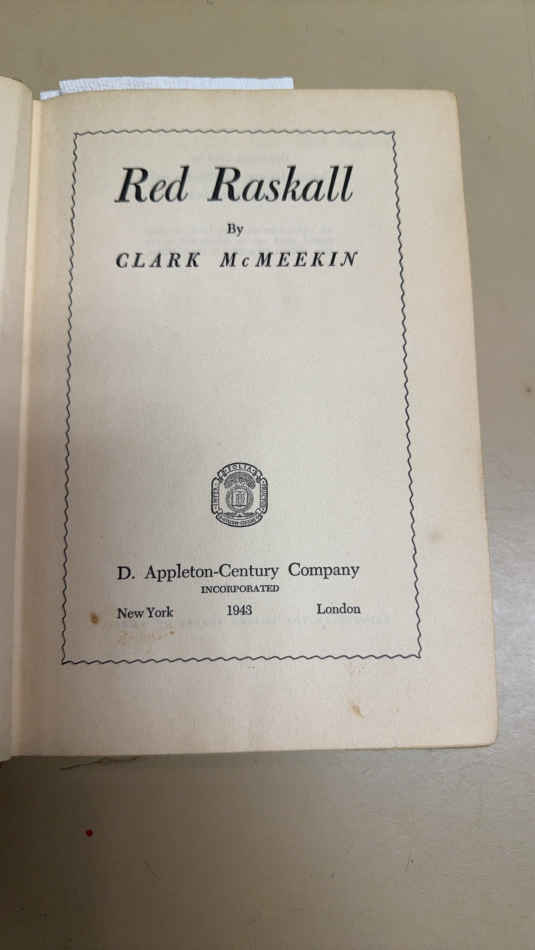 Red Raskall
By
CLARK McMEEKIN
D. Appleton-Century Company
INCORPORATED
New York 1943 London